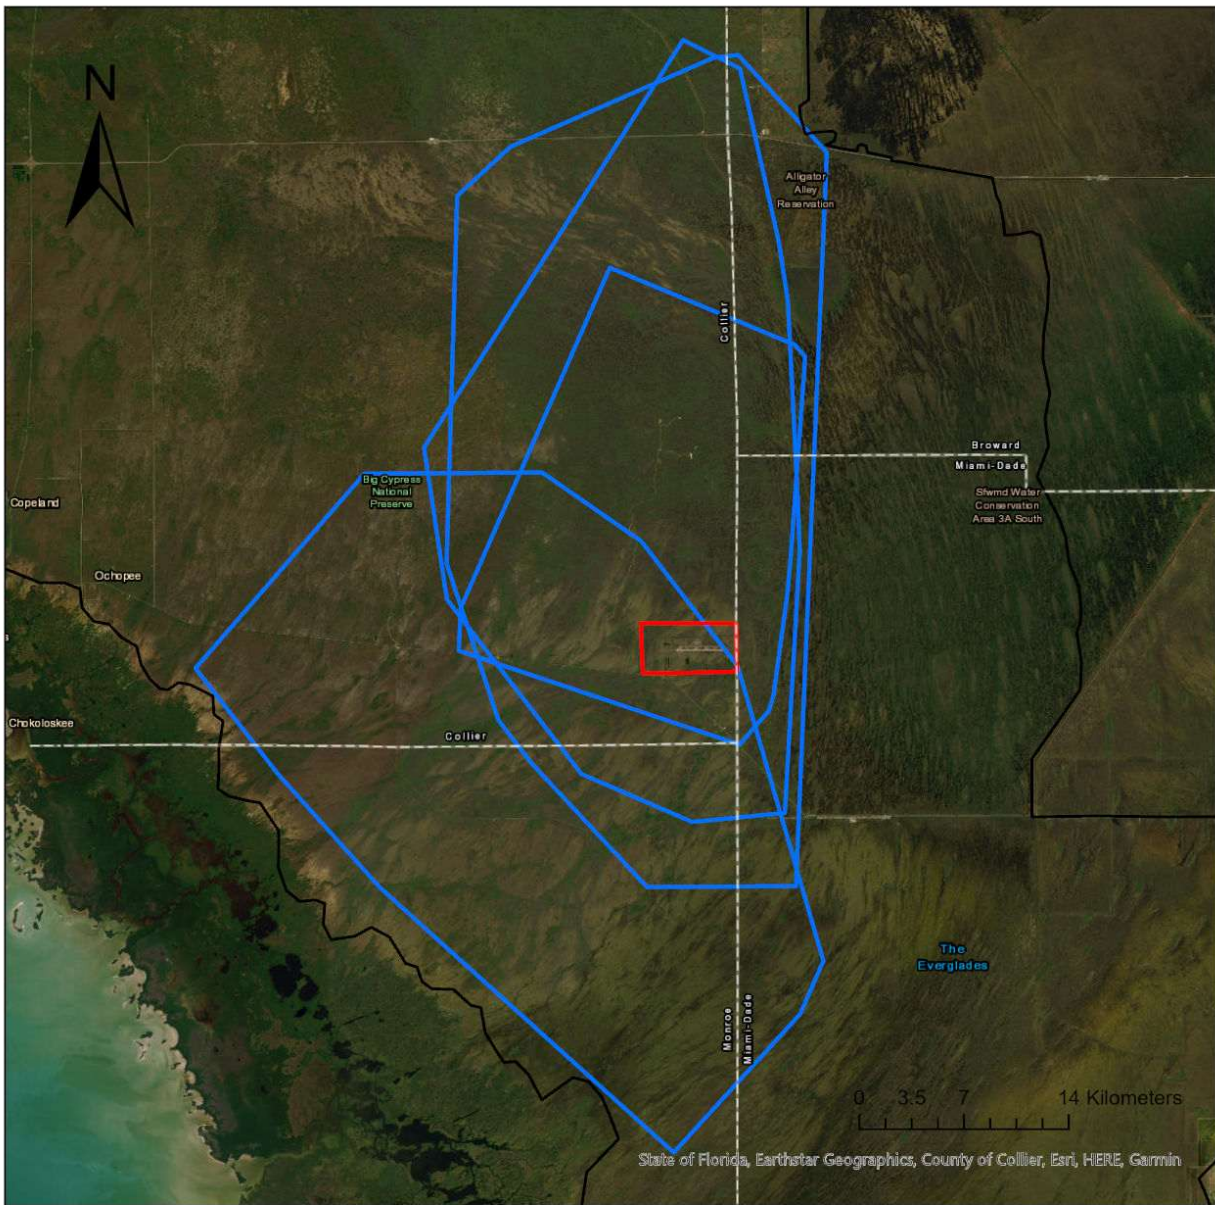 N
Alligator
Alley
Reservation
Collier
Broward
Miami-Dade
Big Cypress
National
Preserve
Copeland
Sfwmd Water
Conservation
Area 3A South
Ochopee
s
Chokoloskee
Collier
The
Everglades
Monroe
Miami-Dade
0 3.5 7 14 Kilometers
State of Florida, Earthstar Geographics, County of Collier, Esri, HERE, Garmin